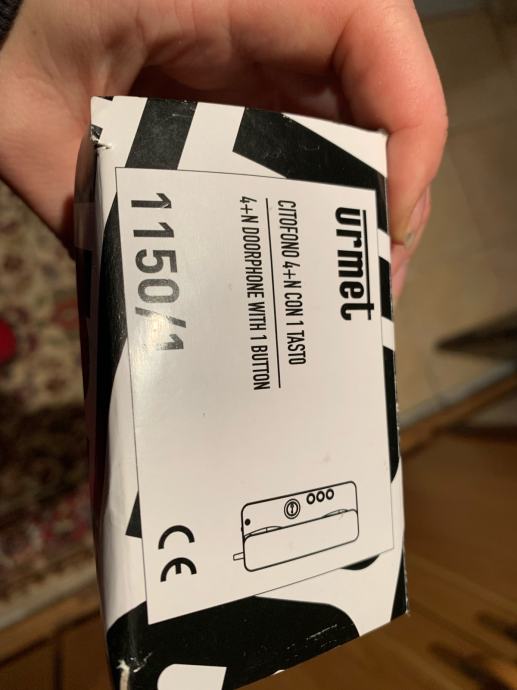 urmet
CITOFONO 4+N CON 1 TASTO
4+N DOORPHONE WITH 1 BUTTON
1150/1
CE